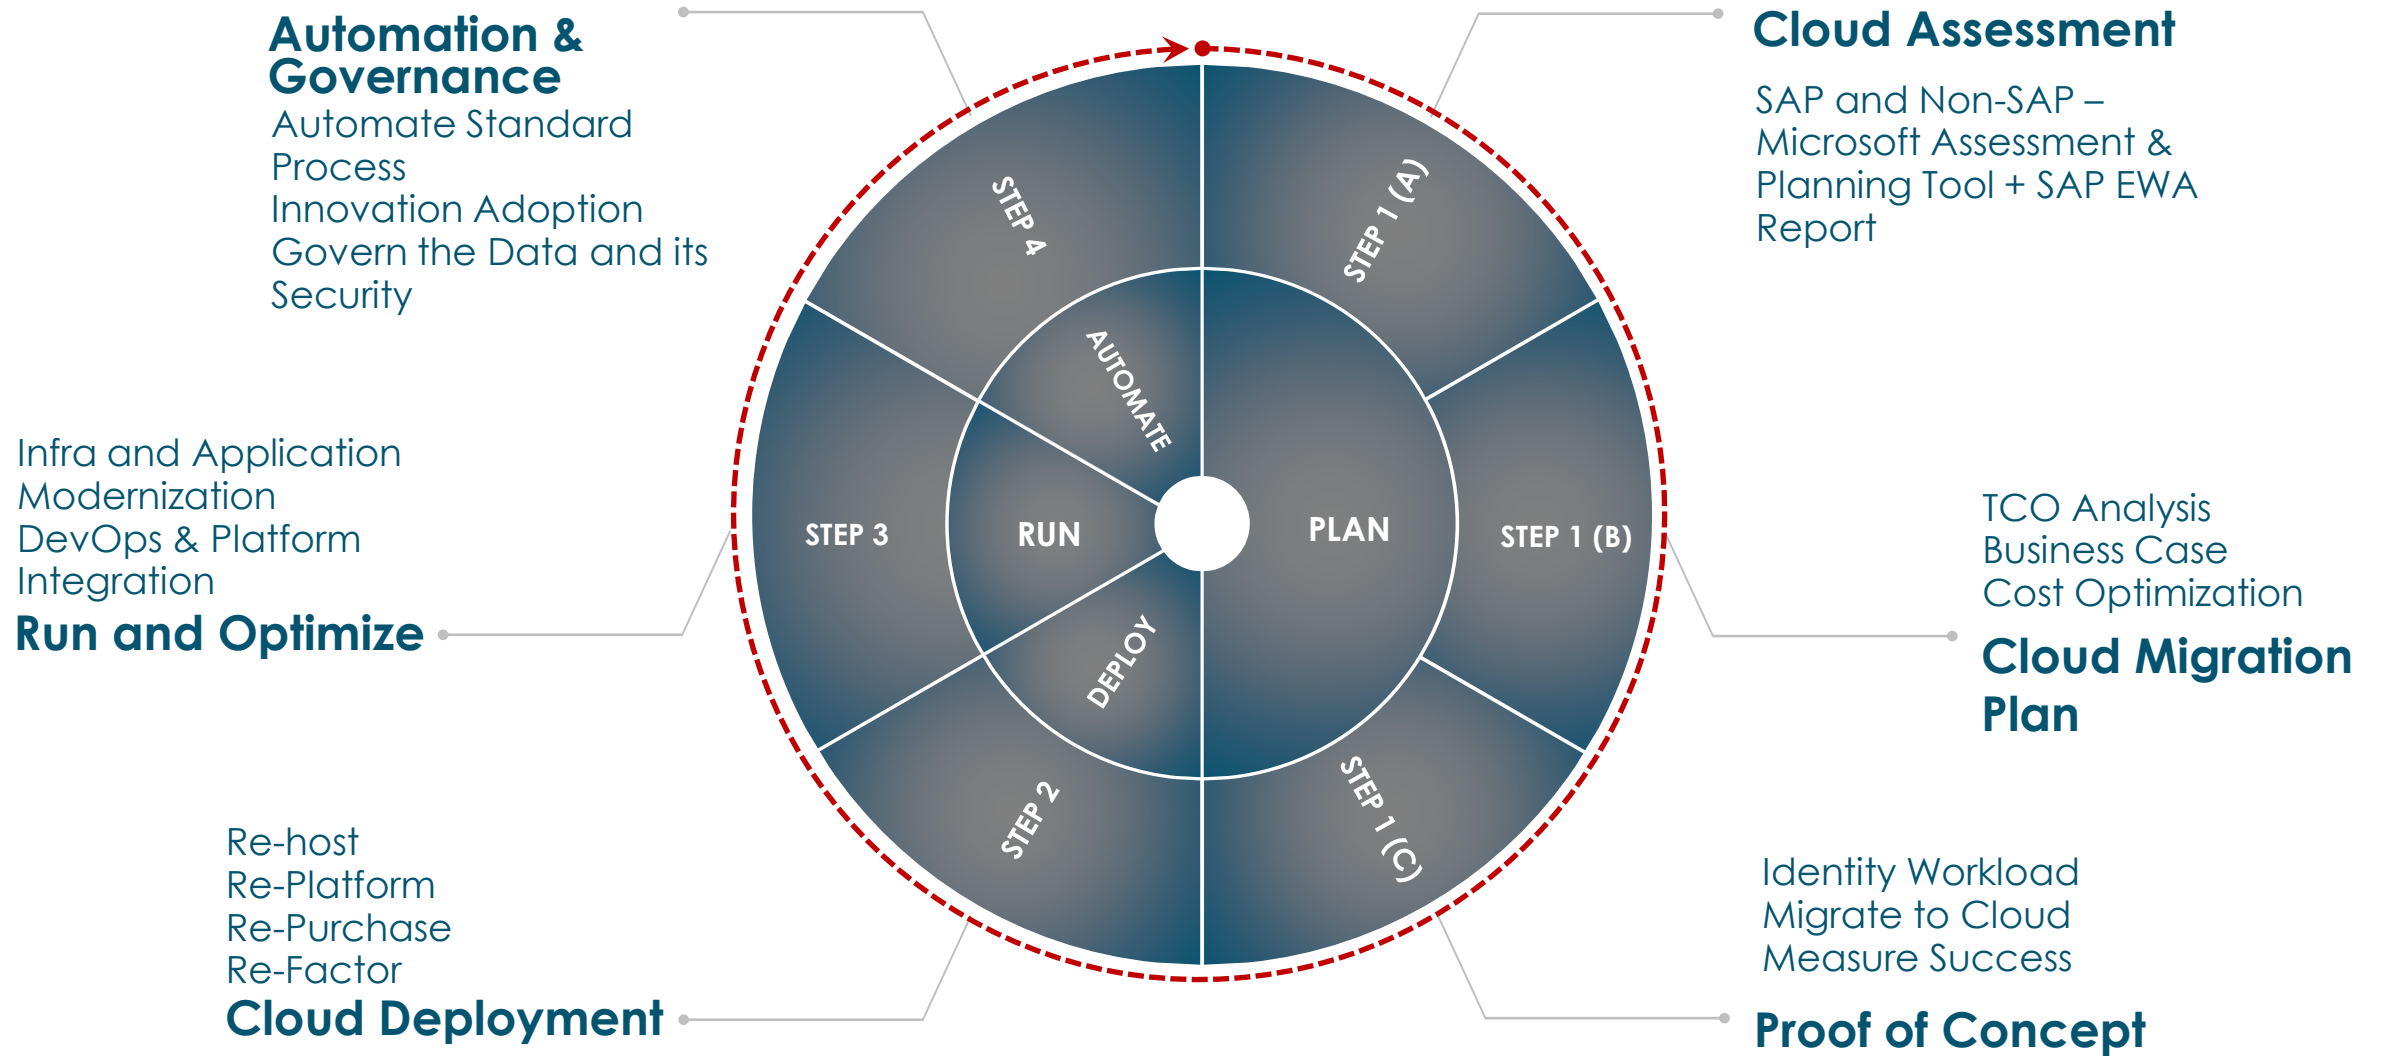 Automation &
Governance
Automate Standard
Process
Innovation Adoption
Govern the Data and its
Security
Cloud Assessment
SAP and Non-SAP –
Microsoft Assessment &
Planning Tool + SAP EWA
Report
STEP 4
STEP 1 (A)
AUTOMATE
Infra and Application
Modernization
DevOps & Platform
Integration
Run and Optimize
STEP 3
RUN
PLAN
STEP 1 (B)
TCO Analysis
Business Case
Cost Optimization
Cloud Migration
Plan
DEPLOY
STEP 2
STEP 1 (C)
Re-host
Re-Platform
Re-Purchase
Re-Factor
Cloud Deployment
Identity Workload
Migrate to Cloud
Measure Success
Proof of Concept